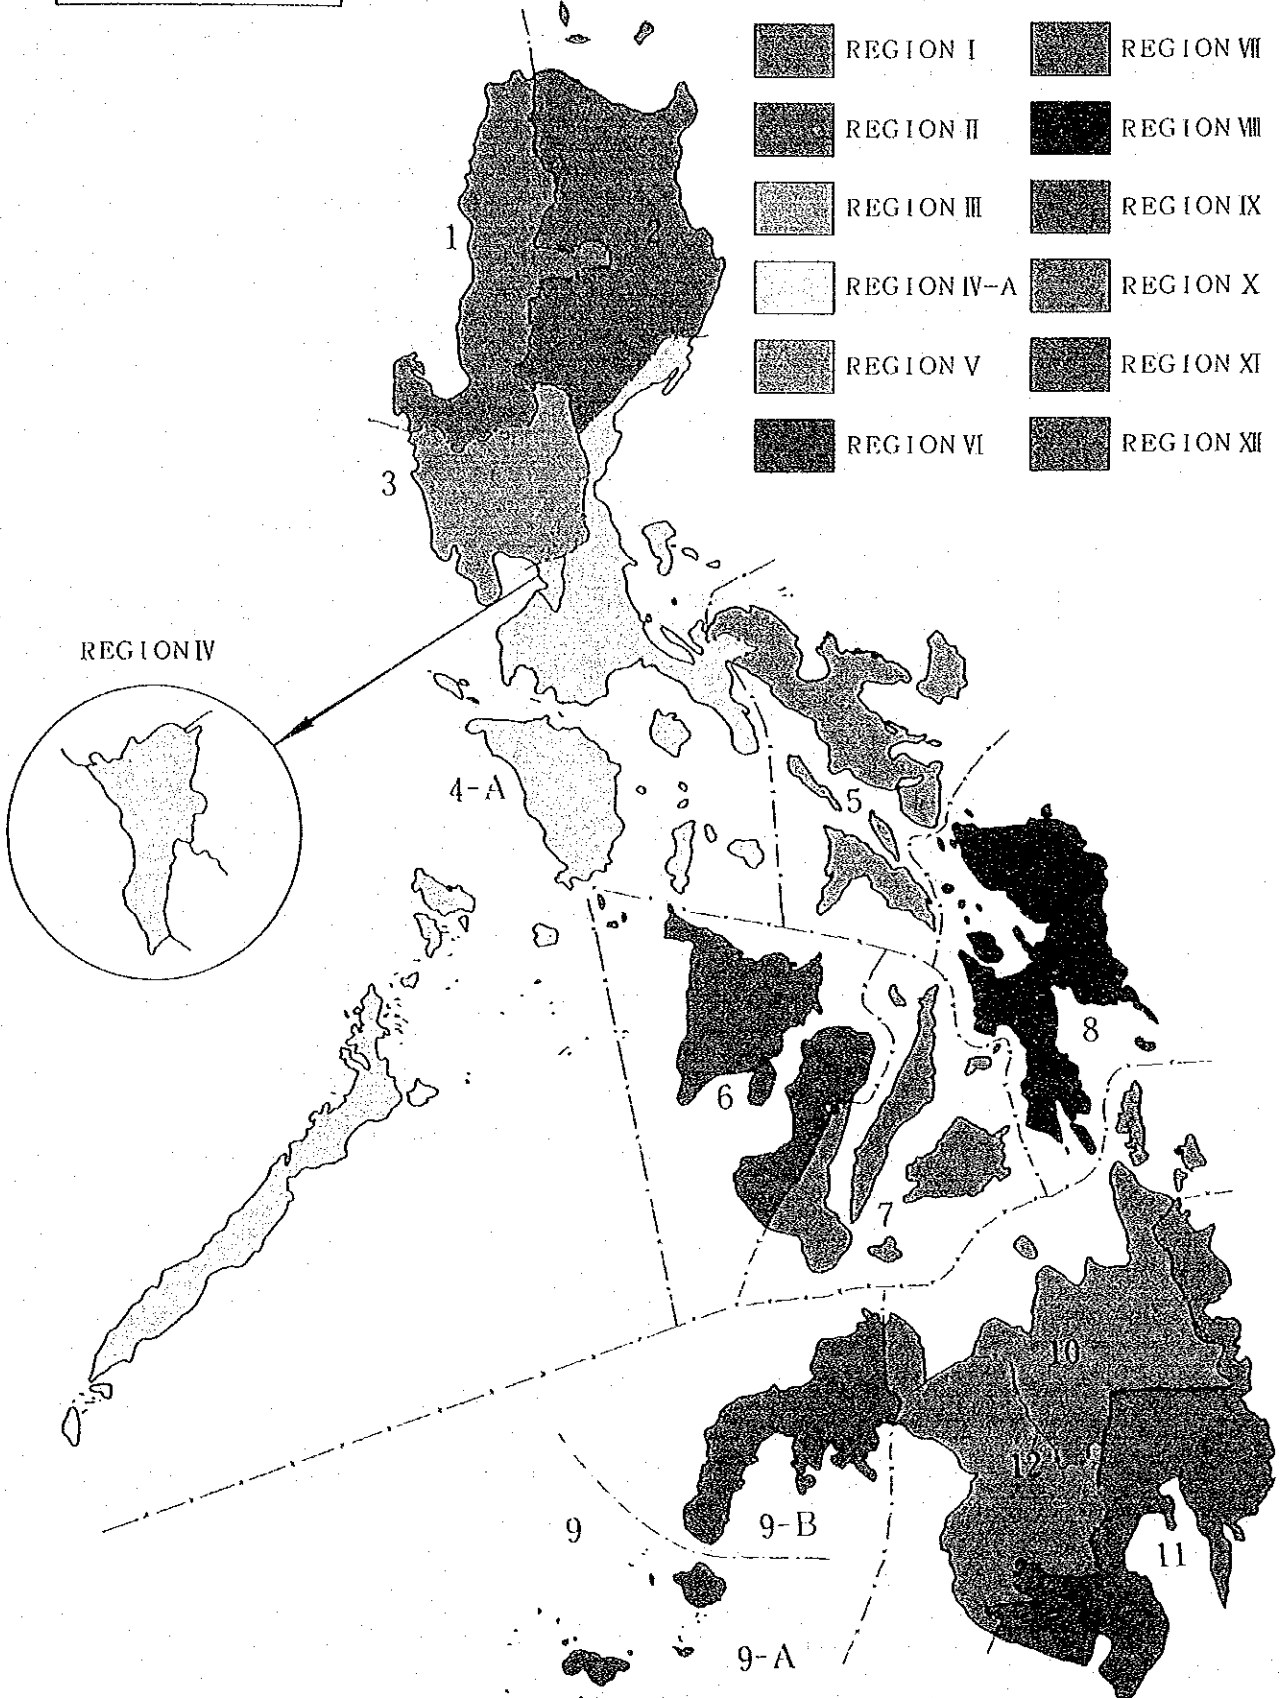 REGION I
REGION VII
REGION II
REGION VIII
REGION III
REGION IX
REGION IV-A
REGION X
REGION V
REGION XI
REGION VI
REGION XII
1
2
3
REGION IV
4-A
5
8
6
7
10
12
9
9-B
11
9-A